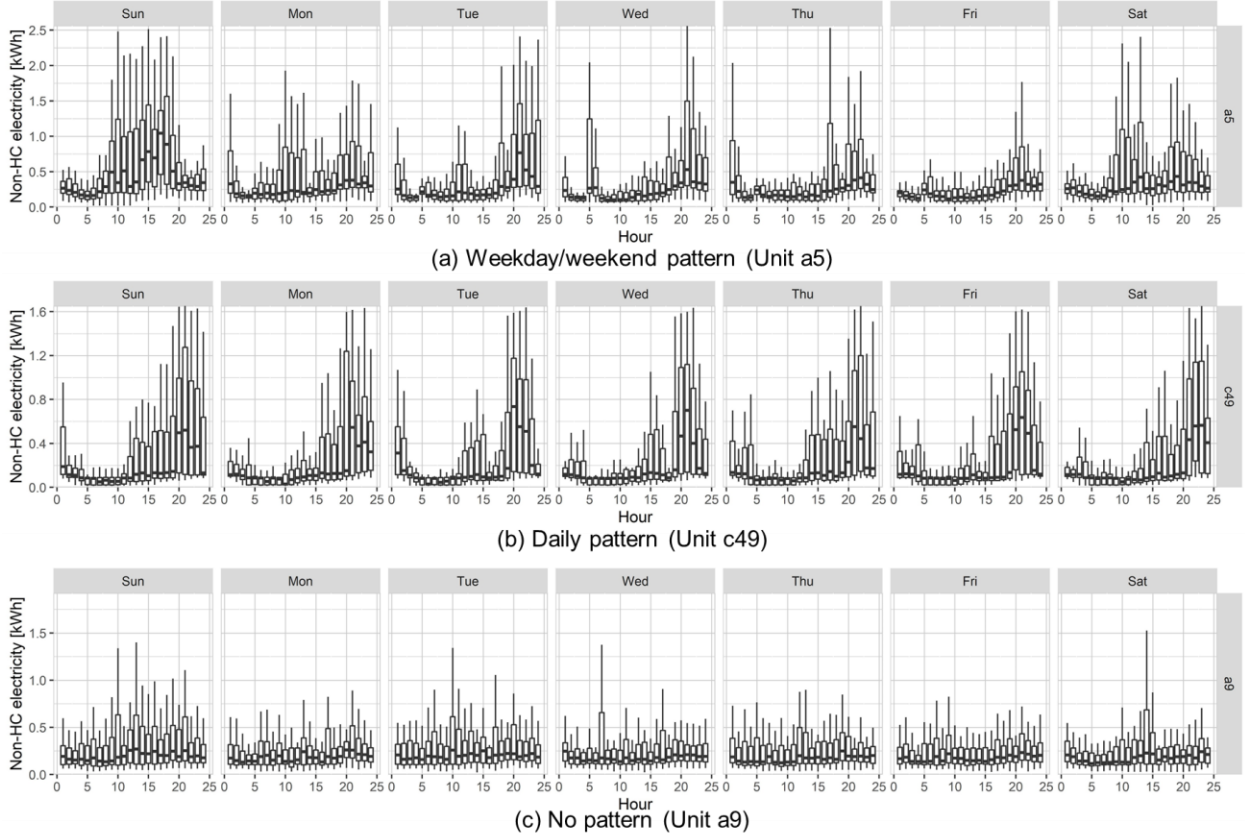 Sun Mon Tue Wed Thu Fri Sat
Non-HC electricity [kWh]
2.5
2.0
1.5
1.0
0.5
0.0
a5
0 5 10 15 20 25 0 5 10 15 20 25 0 5 10 15 20 25 0 5 10 15 20 25 0 5 10 15 20 25 0 5 10 15 20 25 0 5 10 15 20 25
Hour
(a) Weekday/weekend pattern (Unit a5)
Sun Mon Tue Wed Thu Fri Sat
Non-HC electricity [kWh]
1.6
1.2
0.8
0.4
0.0
c49
0 5 10 15 20 25 0 5 10 15 20 25 0 5 10 15 20 25 0 5 10 15 20 25 0 5 10 15 20 25 0 5 10 15 20 25 0 5 10 15 20 25
Hour
(b) Daily pattern (Unit c49)
Sun Mon Tue Wed Thu Fri Sat
Non-HC electricity [kWh]
1.5
1.0
0.5
0.0
a9
0 5 10 15 20 25 0 5 10 15 20 25 0 5 10 15 20 25 0 5 10 15 20 25 0 5 10 15 20 25 0 5 10 15 20 25 0 5 10 15 20 25
Hour
(c) No pattern (Unit a9)